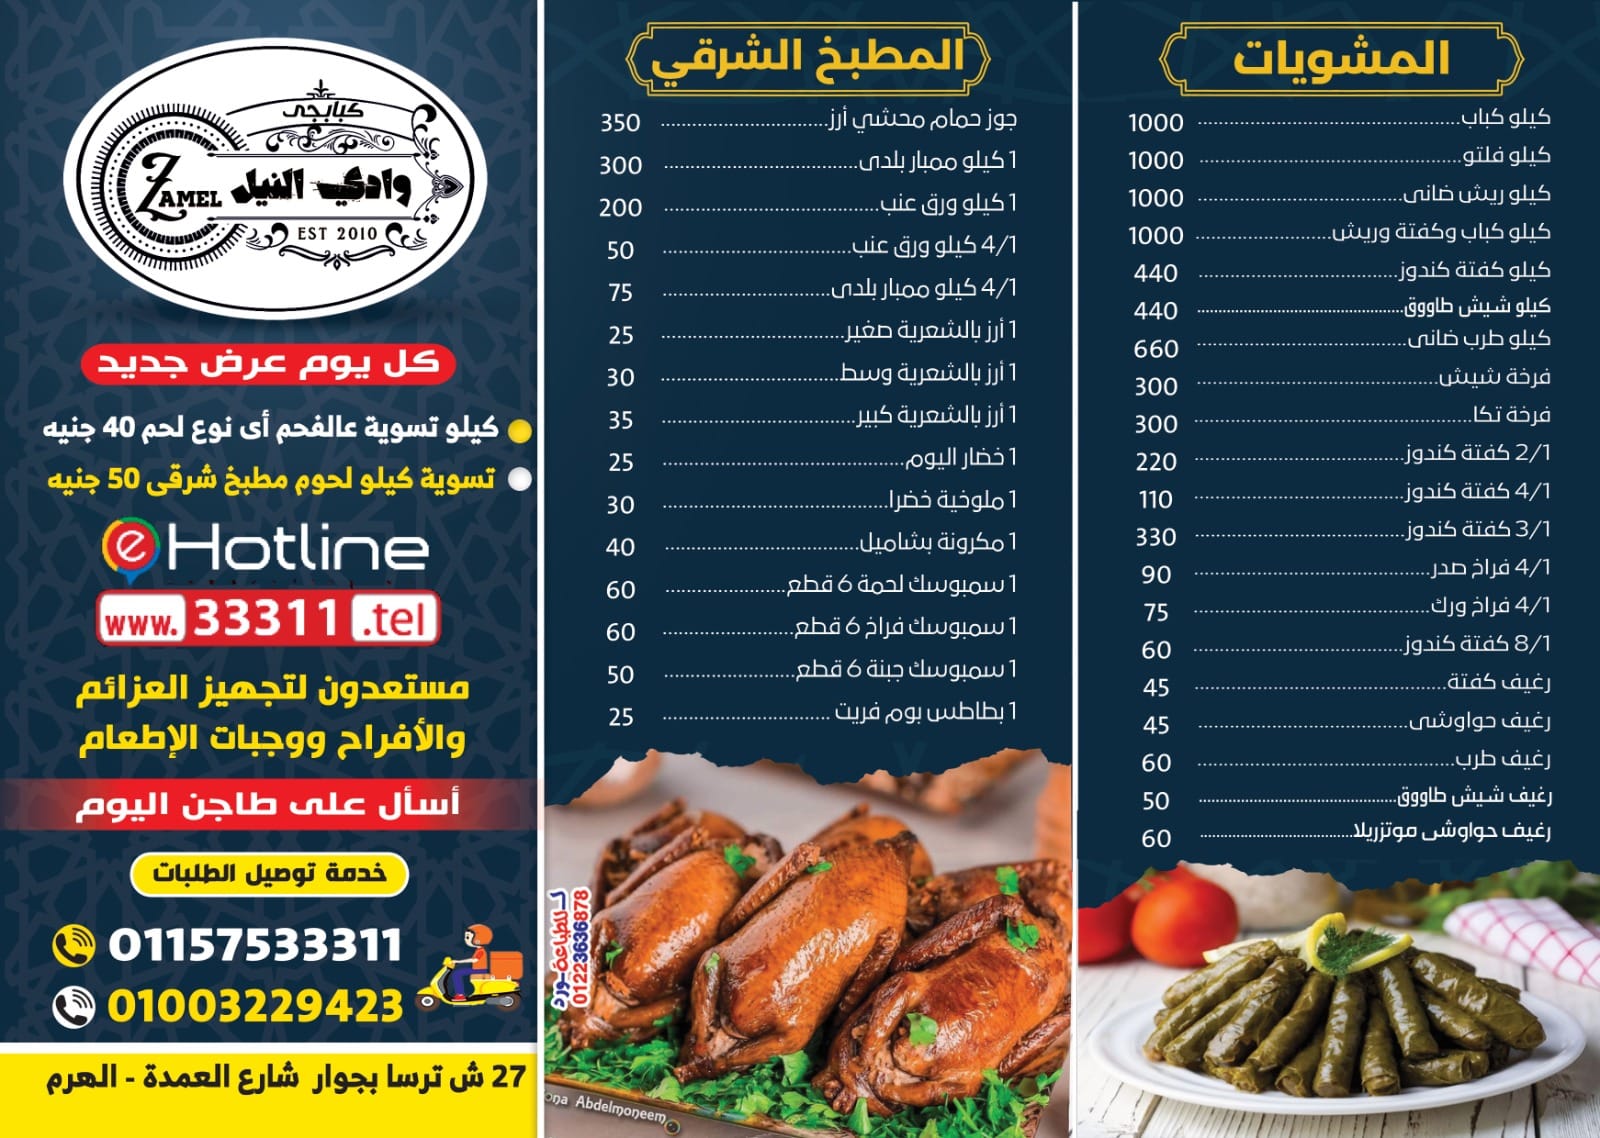 المشويات
كيلو كباب 1000
كيلو فلتو 1000
كيلو ريش ضانى 1000
كيلو كباب وكفتة وريش 1000
كيلو كفتة كندوز 440
كيلو شيش طاووق 440
كيلو طرب ضانى 660
فرخة شيش 300
فرخة تكا 300
2/1 كفتة كندوز 220
4/1 كفتة كندوز 110
3/1 كفتة كندوز 330
4/1 فراخ صدر 90
4/1 فراخ ورك 75
8/1 كفتة كندوز 60
رغيف كفتة 45
رغيف حواوشى 45
رغيف طرب 60
رغيف شيش طاووق 50
رغيف حواوشى موتزريلا 60
المطبخ الشرقي
جوز حمام محشي أرز 350
1 كيلو ممبار بلدى 300
1 كيلو ورق عنب 200
4/1 كيلو ورق عنب 50
4/1 كيلو ممبار بلدى 75
1 أرز بالشعرية صغير 25
1 أرز بالشعرية وسط 30
1 أرز بالشعرية كبير 35
1 خضار اليوم 25
1 ملوخية خضرا 30
1 مكرونة بشاميل 40
1 سمبوسك لحمة 6 قطع 60
1 سمبوسك فراخ 6 قطع 60
1 سمبوسك جبنة 6 قطع 50
1 بطاطس بوم فريت 25
للطباعة
01223636878
ona Abdelmoneem
كبابجى
وادي النيل
ZAMEL
EST 2010
كل يوم عرض جديد
كيلو تسوية عالفحم أى نوع لحم 40 جنيه
تسوية كيلو لحوم مطبخ شرقى 50 جنيه
e Hotline
www. 33311 .tel
مستعدون لتجهيز العزائم
والأفراح ووجبات الإطعام
أسأل على طاجن اليوم
خدمة توصيل الطلبات
01157533311
01003229423
27 ش ترسا بجوار شارع العمدة - الهرم